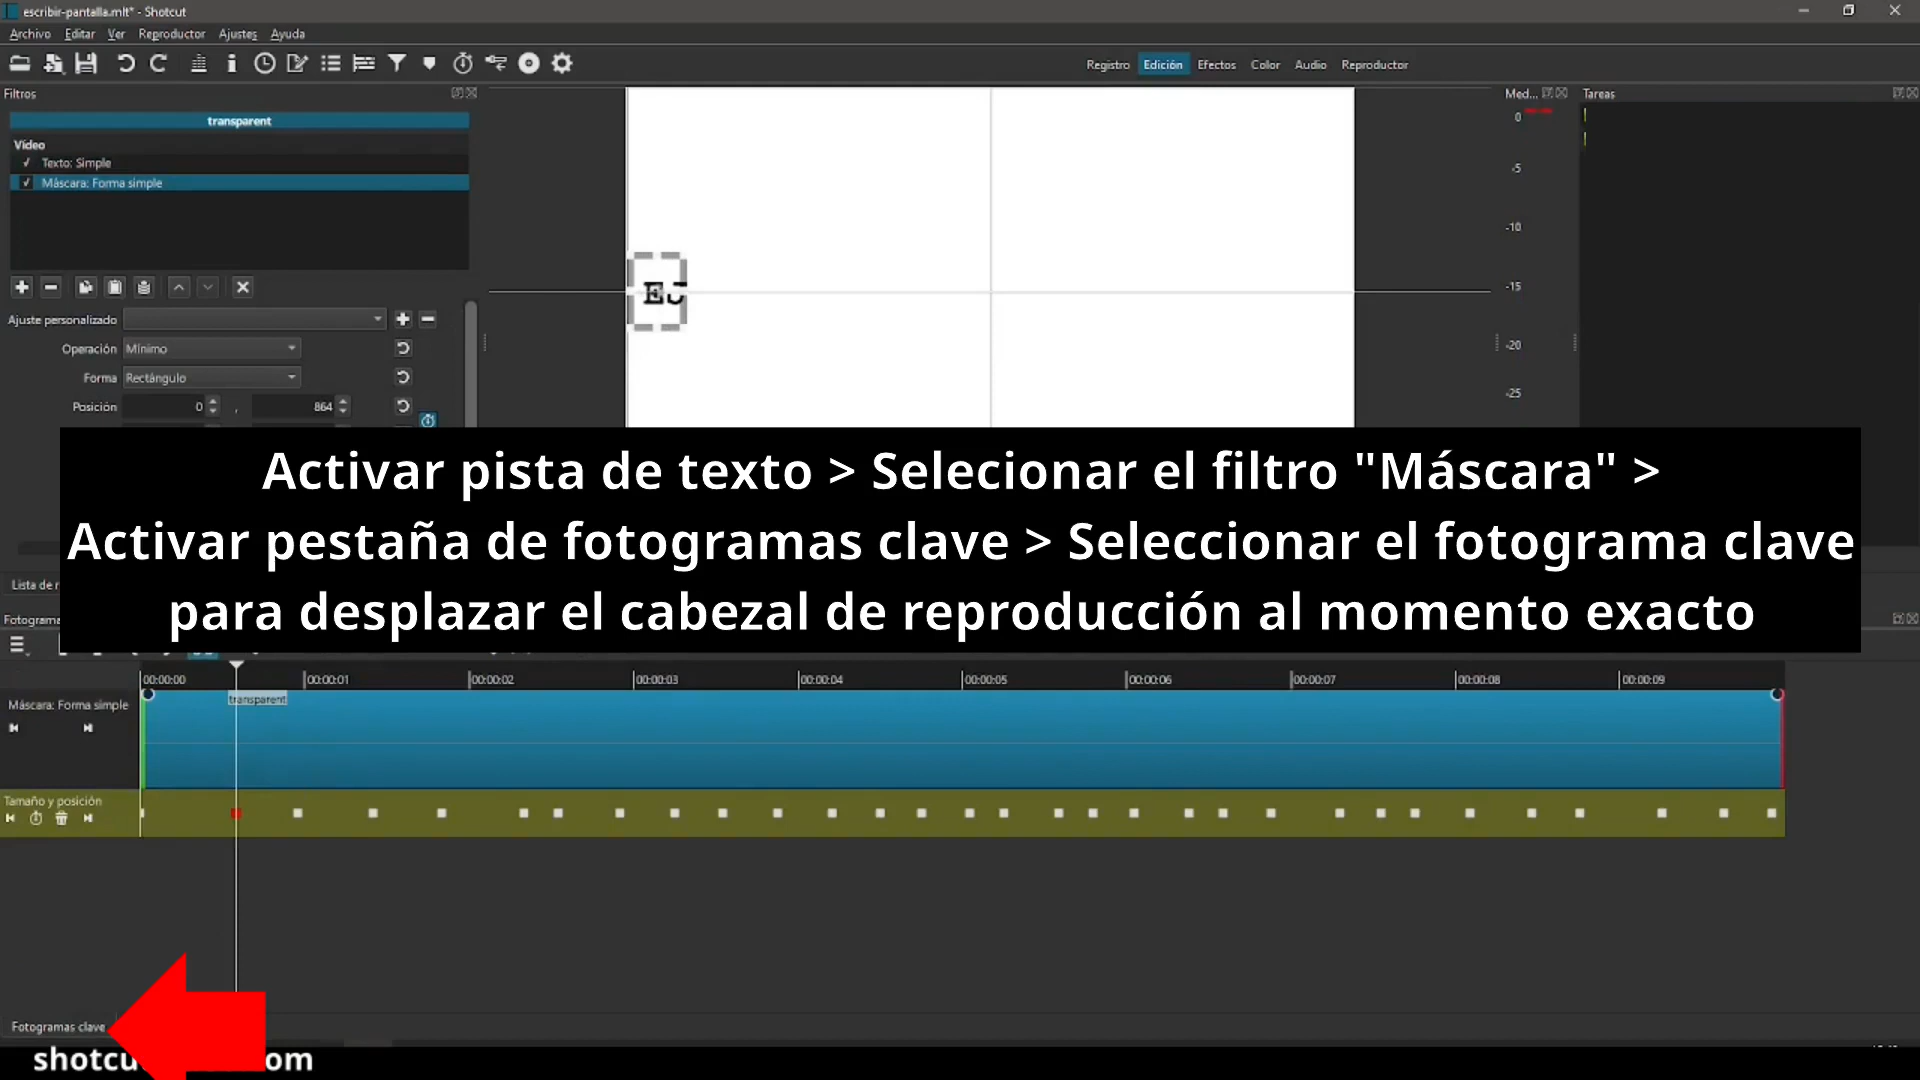 escribir-pantalla.mlt* - Shotcut
Archivo Editar Ver Reproductor Ajustes Ayuda
Registro Edición Efectos Color Audio Reproductor
Filtros
Med... Tareas
transparent
Vídeo
Texto: Simple
Máscara: Forma simple
0
-5
-10
-15
-20
-25
Ajuste personalizado
Operación Mínimo
Forma Rectángulo
Posición 0 , 864
Activar pista de texto > Selecionar el filtro "Máscara" >
Activar pestaña de fotogramas clave > Seleccionar el fotograma clave
para desplazar el cabezal de reproducción al momento exacto
Lista de
Fotograma
00:00:00 00:00:01 00:00:02 00:00:03 00:00:04 00:00:05 00:00:06 00:00:07 00:00:08 00:00:09
transparent
Máscara: Forma simple
Tamaño y posición
Fotogramas clave